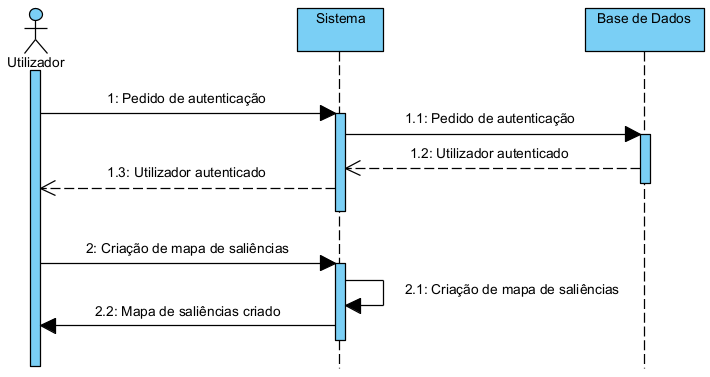 Sistema
Base de Dados
Utilizador
1: Pedido de autenticação
1.1: Pedido de autenticação
1.2: Utilizador autenticado
1.3: Utilizador autenticado
2: Criação de mapa de saliências
2.1: Criação de mapa de saliências
2.2: Mapa de saliências criado